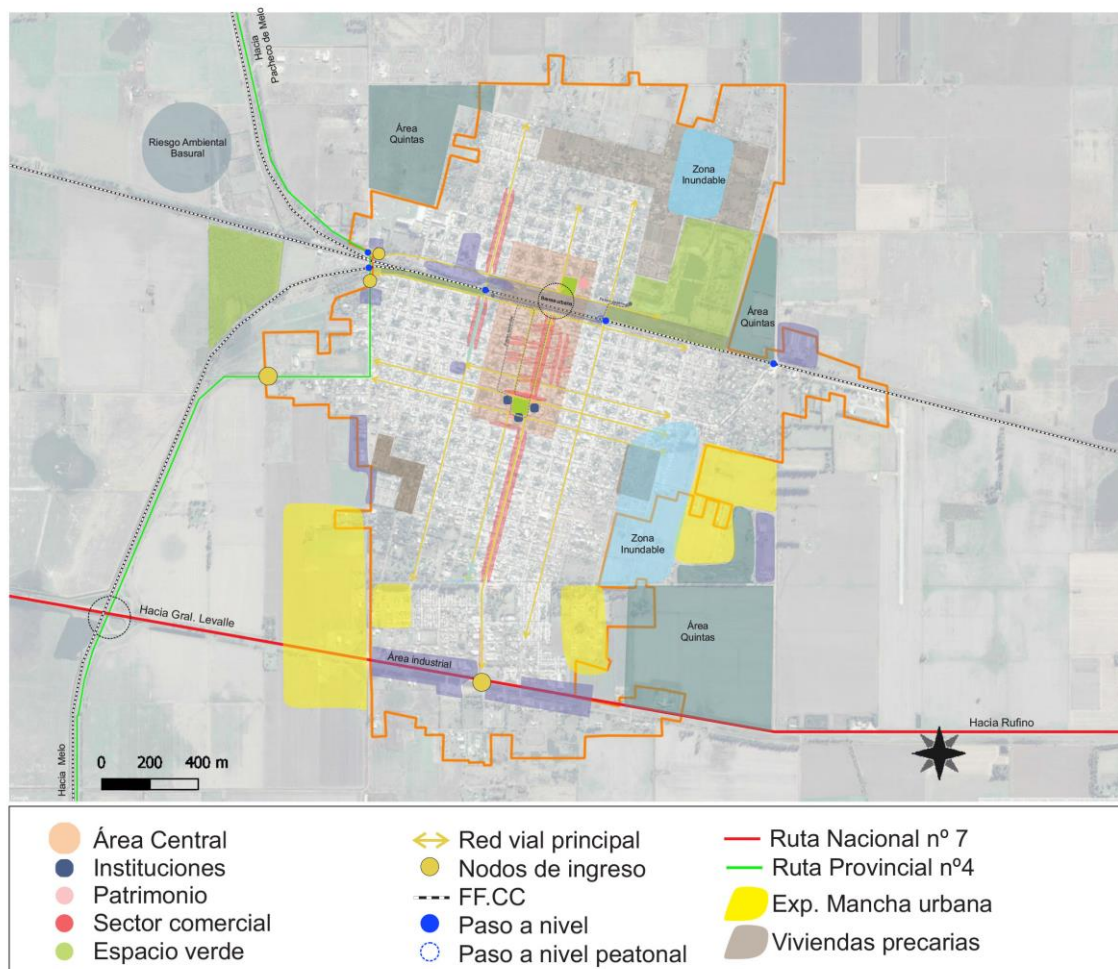 Hacia
Pacheco de Melo
Riesgo Ambiental
Basural
Área
Quintas
Zona
Inundable
Área
Quintas
Zona
Inundable
Área
Quintas
Hacia Gral. Levalle
Área industrial
Hacia Rufino
Hacia Melo
0 200 400 m
Área Central
Instituciones
Patrimonio
Sector comercial
Espacio verde
Red vial principal
Nodos de ingreso
FF.CC
Paso a nivel
Paso a nivel peatonal
Ruta Nacional nº 7
Ruta Provincial nº4
Exp. Mancha urbana
Viviendas precarias